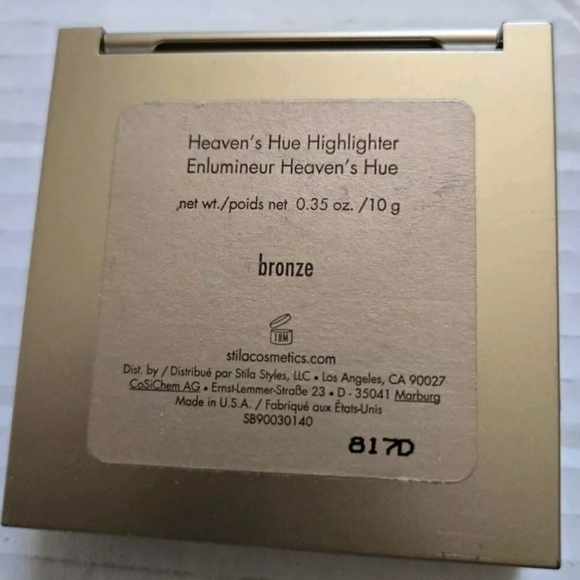 Heaven's Hue Highlighter
Enlumineur Heaven's Hue
net wt./poids net 0.35 oz. /10 g
bronze
18M
stilacosmetics.com
Dist. by / Distribué par Stila Styles, LLC • Los Angeles, CA 90027
CoSiChem AG • Ernst-Lemmer-Straße 23 • D - 35041 Marburg
Made in U.S.A. / Fabriqué aux États-Unis
SB90030140
817D